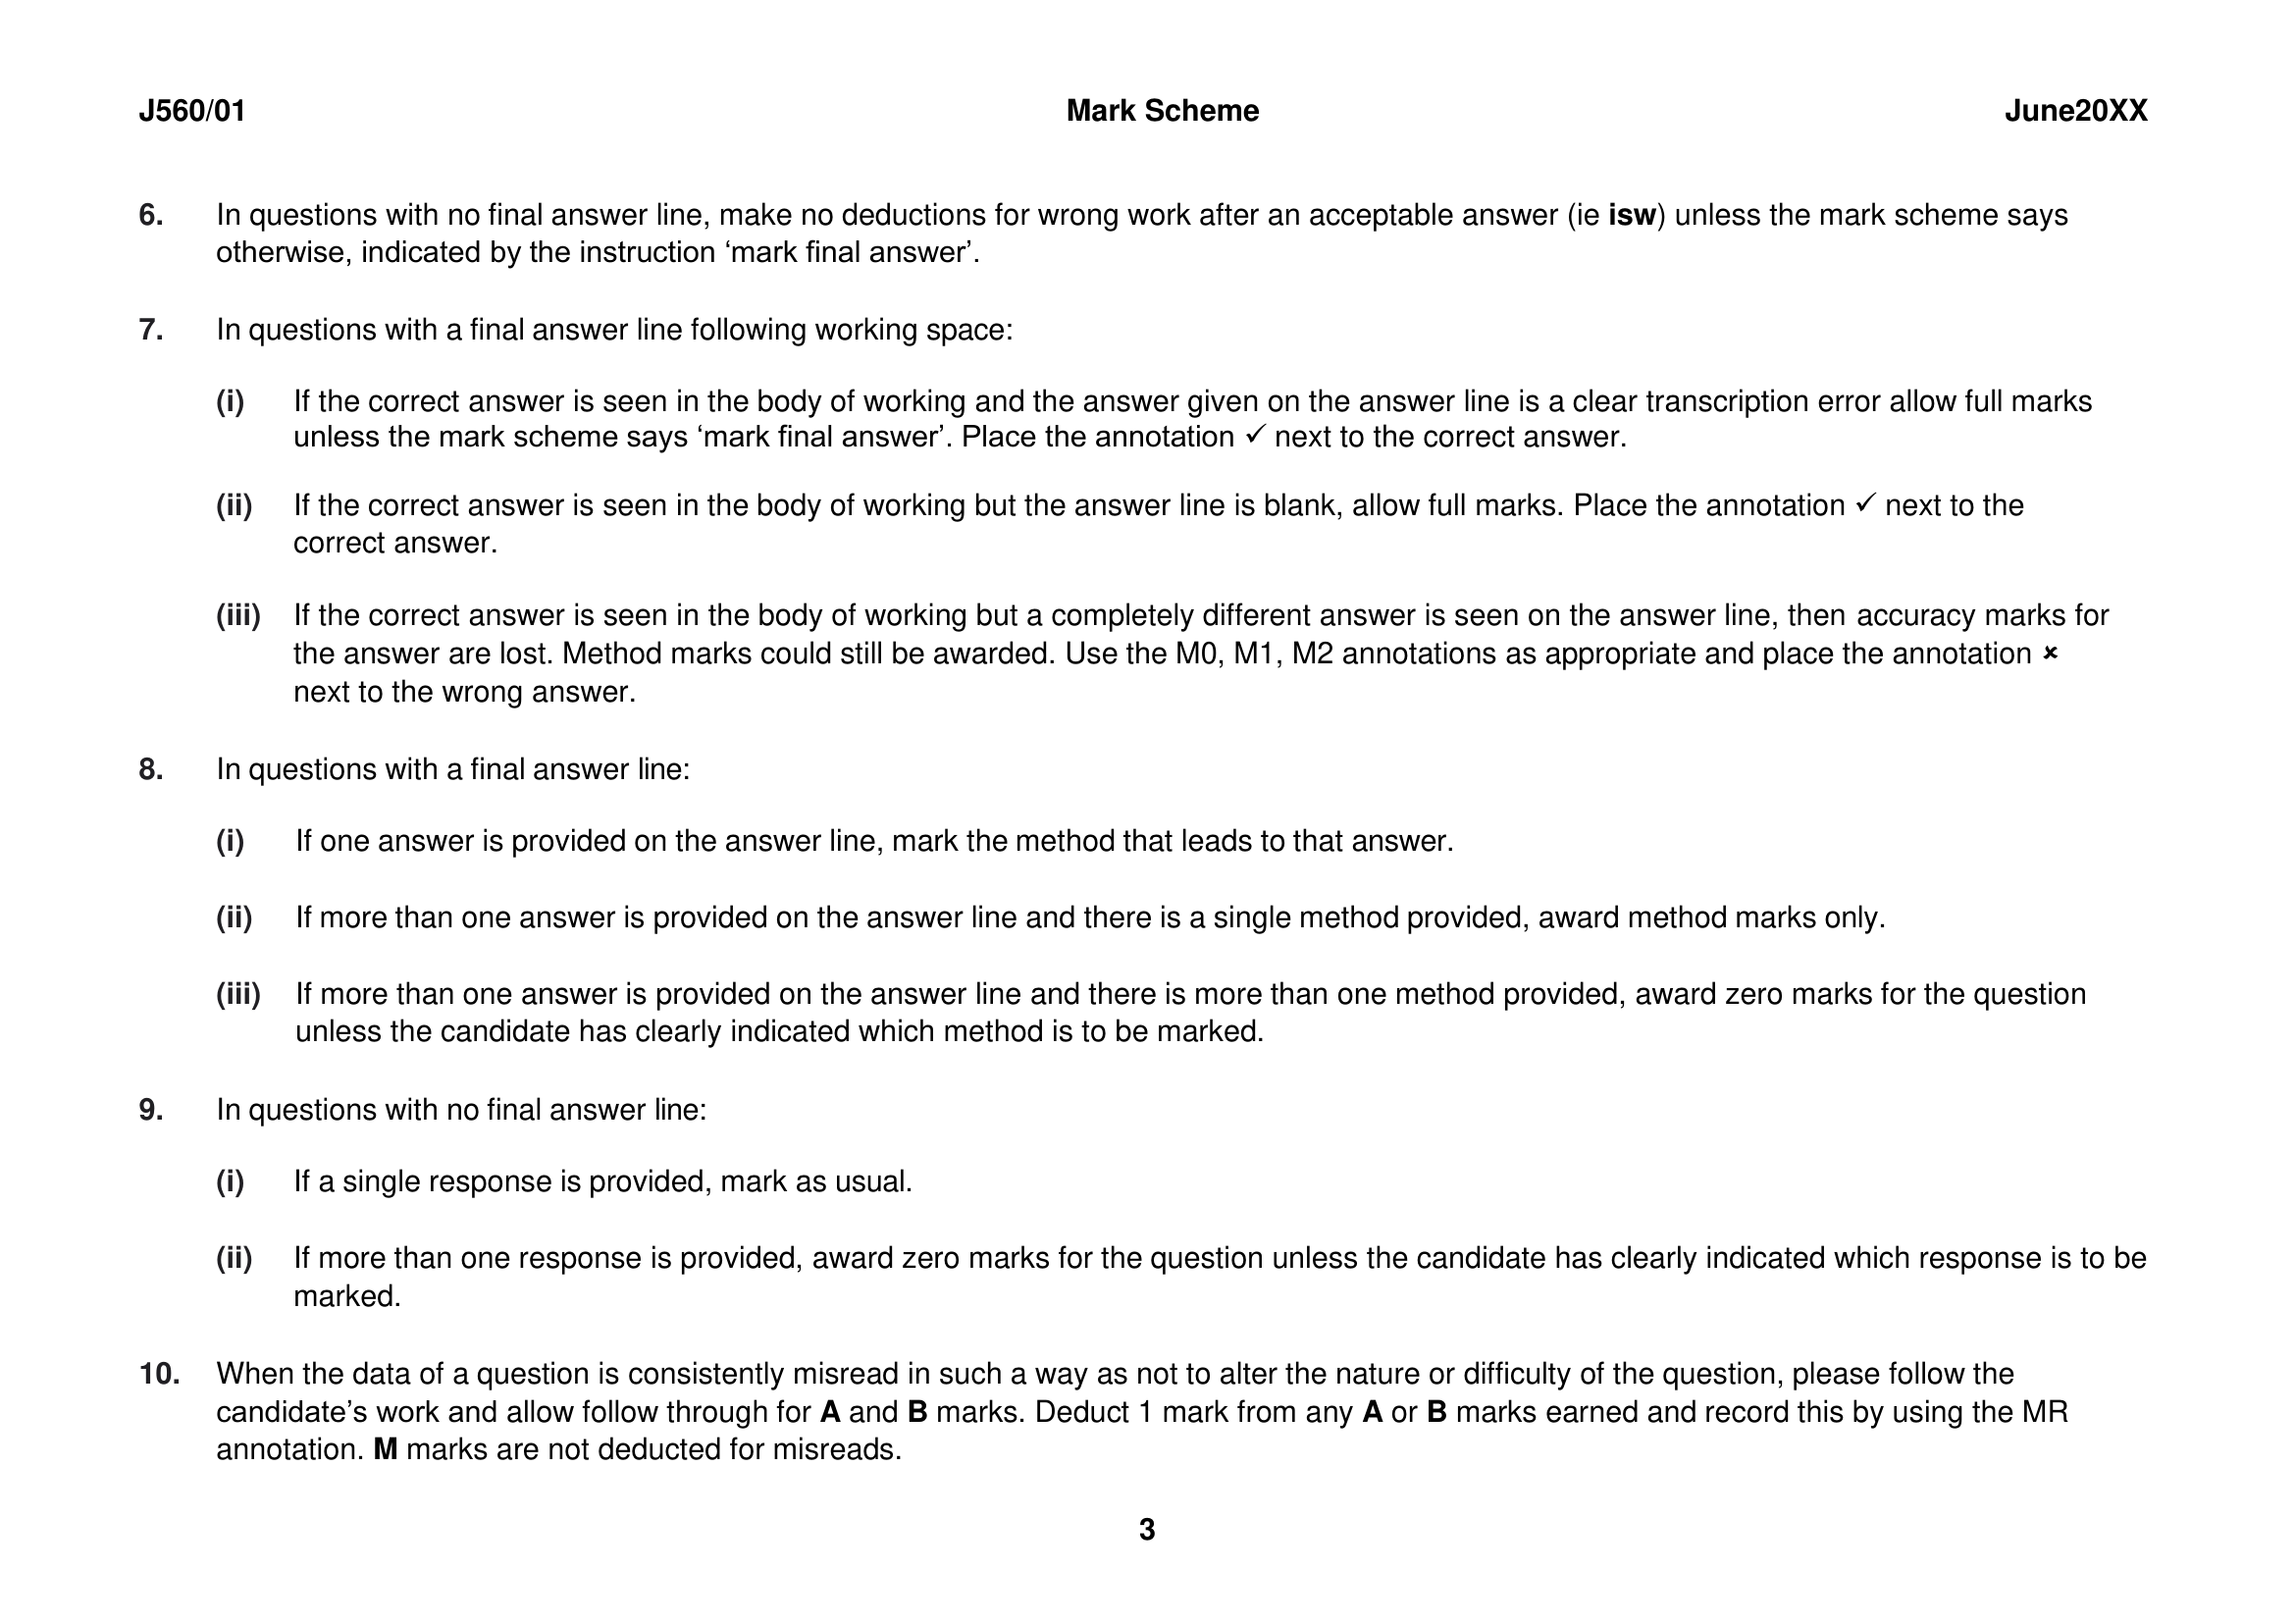 J560/01 Mark Scheme June20XX
6. In questions with no final answer line, make no deductions for wrong work after an acceptable answer (ie isw) unless the mark scheme says
otherwise, indicated by the instruction ‘mark final answer’.
7. In questions with a final answer line following working space:
(i) If the correct answer is seen in the body of working and the answer given on the answer line is a clear transcription error allow full marks
unless the mark scheme says ‘mark final answer’. Place the annotation ✓ next to the correct answer.
(ii) If the correct answer is seen in the body of working but the answer line is blank, allow full marks. Place the annotation ✓ next to the
correct answer.
(iii) If the correct answer is seen in the body of working but a completely different answer is seen on the answer line, then accuracy marks for
the answer are lost. Method marks could still be awarded. Use the M0, M1, M2 annotations as appropriate and place the annotation ✗
next to the wrong answer.
8. In questions with a final answer line:
(i) If one answer is provided on the answer line, mark the method that leads to that answer.
(ii) If more than one answer is provided on the answer line and there is a single method provided, award method marks only.
(iii) If more than one answer is provided on the answer line and there is more than one method provided, award zero marks for the question
unless the candidate has clearly indicated which method is to be marked.
9. In questions with no final answer line:
(i) If a single response is provided, mark as usual.
(ii) If more than one response is provided, award zero marks for the question unless the candidate has clearly indicated which response is to be
marked.
10. When the data of a question is consistently misread in such a way as not to alter the nature or difficulty of the question, please follow the
candidate’s work and allow follow through for A and B marks. Deduct 1 mark from any A or B marks earned and record this by using the MR
annotation. M marks are not deducted for misreads.
3